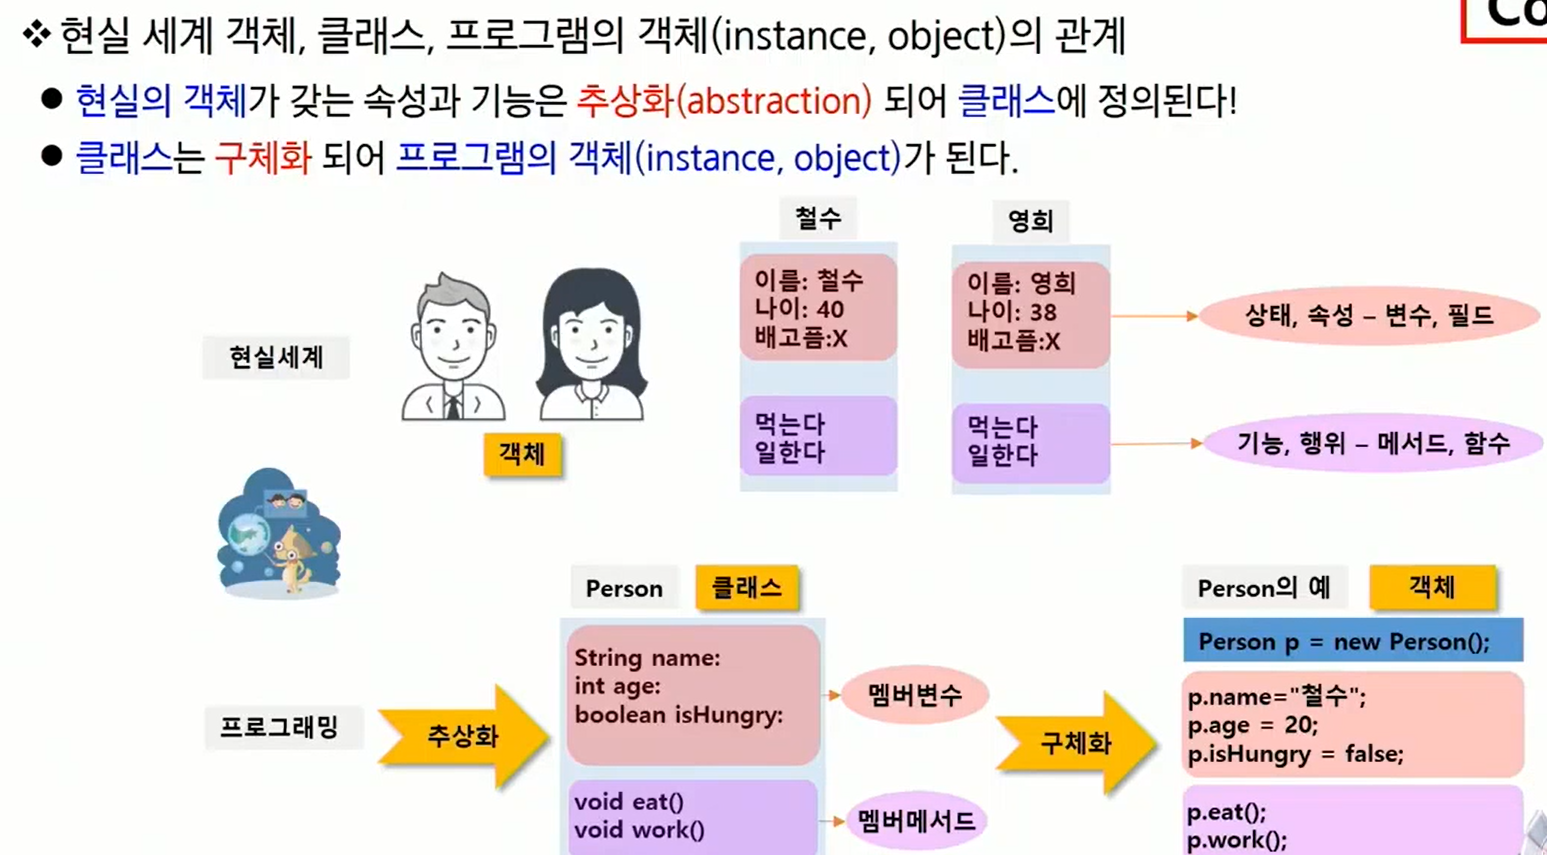 ❖ 현실 세계 객체, 클래스, 프로그램의 객체(instance, object)의 관계
● 현실의 객체가 갖는 속성과 기능은 추상화(abstraction) 되어 클래스에 정의된다!
● 클래스는 구체화 되어 프로그램의 객체(instance, object)가 된다.
철수
영희
이름: 철수
나이: 40
배고픔:X
이름: 영희
나이: 38
배고픔:X
상태, 속성 – 변수, 필드
현실세계
먹는다
일한다
먹는다
일한다
기능, 행위 – 메서드, 함수
객체
Person
클래스
Person의 예
객체
Person p = new Person();
String name:
int age:
boolean isHungry:
멤버변수
p.name="철수";
p.age = 20;
p.isHungry = false;
프로그래밍
추상화
구체화
void eat()
void work()
멤버메서드
p.eat();
p.work();